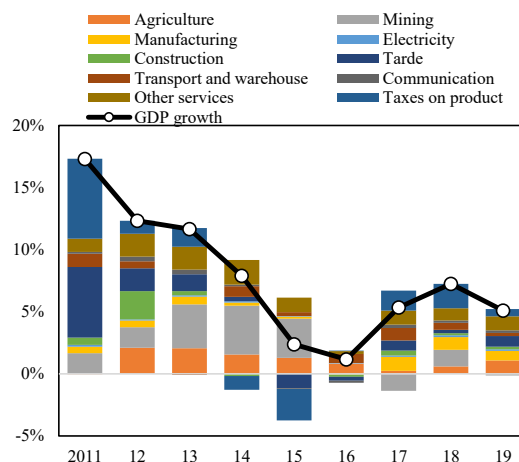 Agriculture Mining
Manufacturing Electricity
Construction Tarde
Transport and warehouse Communication
Other services Taxes on product
GDP growth
20%
15%
10%
5%
0%
-5%
2011 12 13 14 15 16 17 18 19